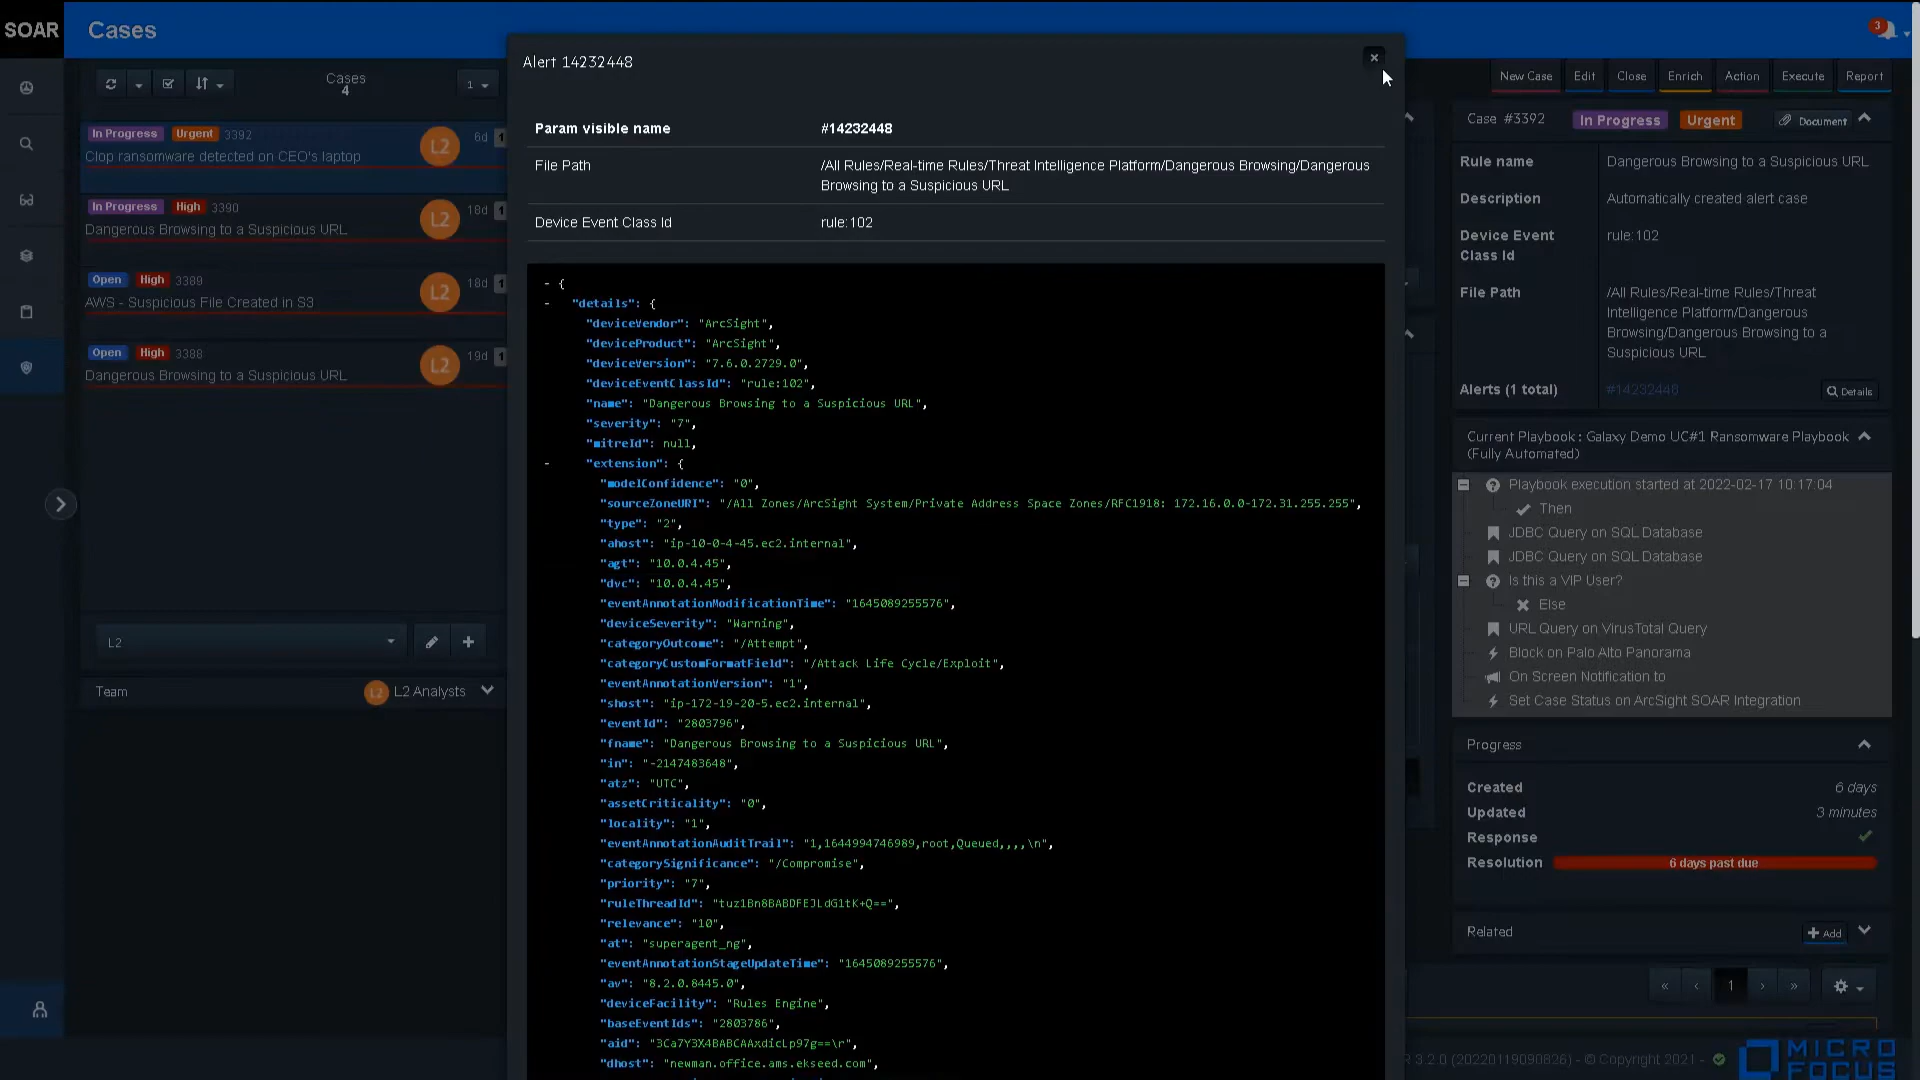 SOAR
Cases
3
Cases
4
1
In Progress Urgent 3392
Clop ransomware detected on CEO's laptop
L2
6d 1
In Progress High 3390
Dangerous Browsing to a Suspicious URL
L2
18d 1
Open High 3389
AWS - Suspicious File Created in S3
L2
18d 1
Open High 3388
Dangerous Browsing to a Suspicious URL
L2
19d 1
L2
Team
L2 L2 Analysts
Alert 14232448
Param visible name #14232448
File Path /All Rules/Real-time Rules/Threat Intelligence Platform/Dangerous Browsing/Dangerous
Browsing to a Suspicious URL
Device Event Class Id rule:102
- {
- "details": {
"deviceVendor": "ArcSight",
"deviceProduct": "ArcSight",
"deviceVersion": "7.6.0.2729.0",
"deviceEventClassId": "rule:102",
"name": "Dangerous Browsing to a Suspicious URL",
"severity": "7",
"mitreId": null,
- "extension": {
"modelConfidence": "0",
"sourceZoneURI": "/All Zones/ArcSight System/Private Address Space Zones/RFC1918: 172.16.0.0-172.31.255.255",
"type": "2",
"ahost": "ip-10-0-4-45.ec2.internal",
"agt": "10.0.4.45",
"dvc": "10.0.4.45",
"eventAnnotationModificationTime": "1645089255576",
"deviceSeverity": "Warning",
"categoryOutcome": "/Attempt",
"categoryCustomFormatField": "/Attack Life Cycle/Exploit",
"eventAnnotationVersion": "1",
"shost": "ip-172-19-20-5.ec2.internal",
"eventId": "2803796",
"fname": "Dangerous Browsing to a Suspicious URL",
"in": "-2147483648",
"atz": "UTC",
"assetCriticality": "0",
"locality": "1",
"eventAnnotationAuditTrail": "1,1644994746989,root,Queued,,,,\n",
"categorySignificance": "/Compromise",
"priority": "7",
"ruleThreadId": "tuz1Bn8BABDFEJLdG1tK+Q==",
"relevance": "10",
"at": "superagent_ng",
"eventAnnotationStageUpdateTime": "1645089255576",
"av": "8.2.0.8445.0",
"deviceFacility": "Rules Engine",
"baseEventIds": "2803786",
"aid": "3Ca7Y3X4BABCAAxdicLp97g==\r",
"dhost": "newman.office.ams.ekseed.com",
New Case Edit Close Enrich Action Execute Report
Case #3392 In Progress Urgent Document
Rule name Dangerous Browsing to a Suspicious URL
Description Automatically created alert case
Device Event
Class Id
rule:102
File Path /All Rules/Real-time Rules/Threat
Intelligence Platform/Dangerous
Browsing/Dangerous Browsing to a
Suspicious URL
Alerts (1 total) #14232448 Details
Current Playbook : Galaxy Demo UC#1 Ransomware Playbook
(Fully Automated)
Playbook execution started at 2022-02-17 10:17:04
Then
JDBC Query on SQL Database
JDBC Query on SQL Database
Is this a VIP User?
Else
URL Query on VirusTotal Query
Block on Palo Alto Panorama
On Screen Notification to
Set Case Status on ArcSight SOAR Integration
Progress
Created 6 days
Updated 3 minutes
Response
Resolution 6 days past due
Related Add
« ‹ 1 › »
3.2.0 (20220119090826) - © Copyright 2021 -
MICRO
FOCUS